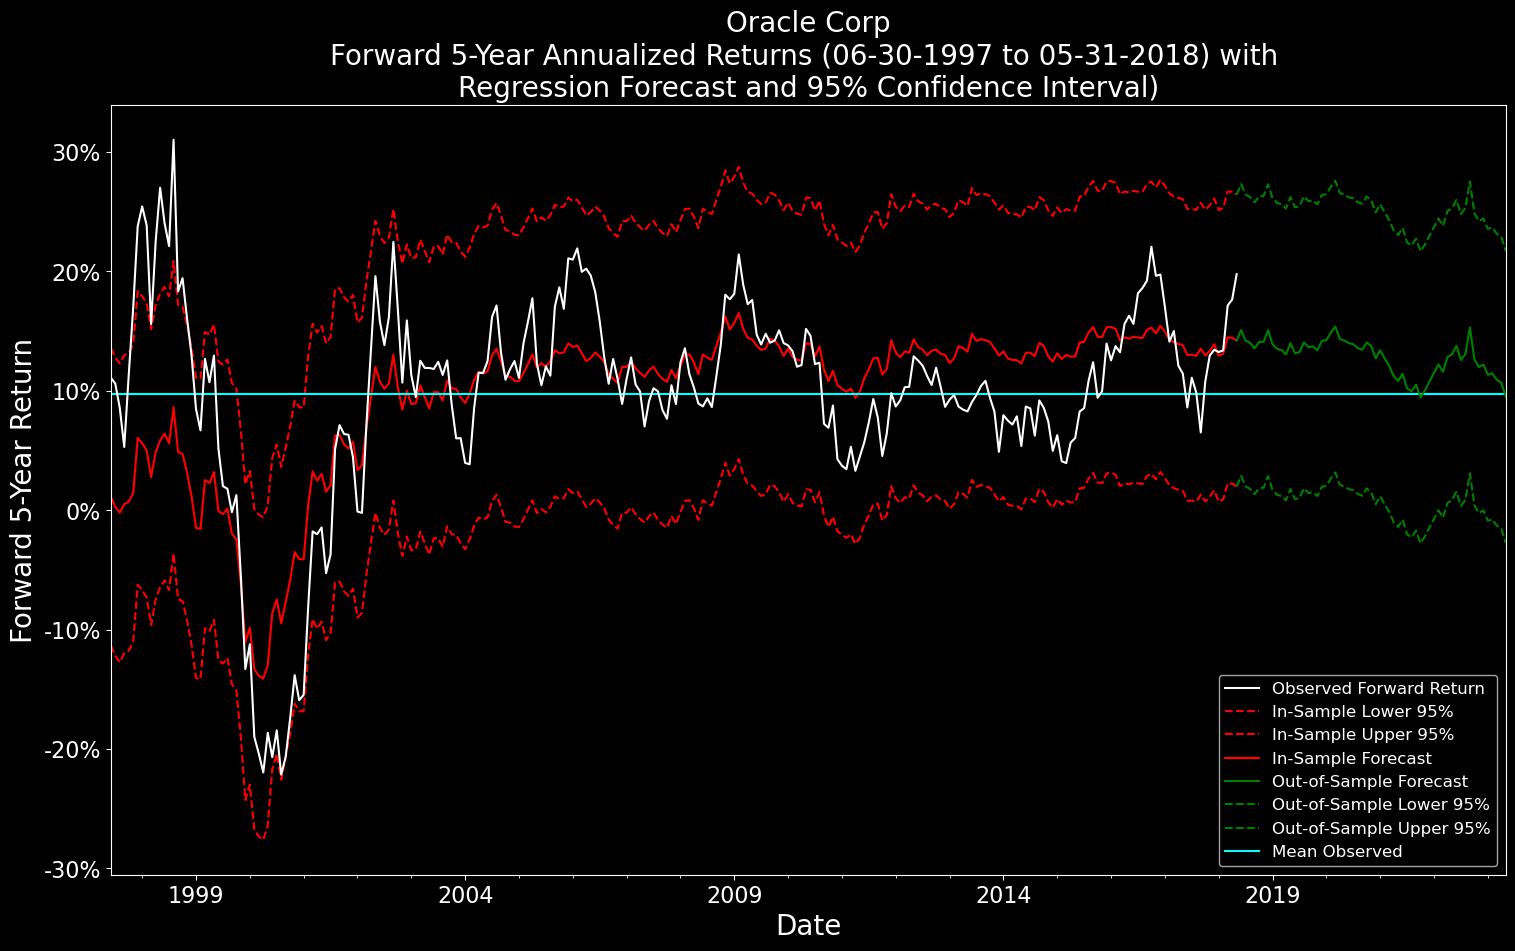 Oracle Corp
Forward 5-Year Annualized Returns (06-30-1997 to 05-31-2018) with
Regression Forecast and 95% Confidence Interval)
Forward 5-Year Return
30%
20%
10%
0%
-10%
-20%
-30%
Observed Forward Return
In-Sample Lower 95%
In-Sample Upper 95%
In-Sample Forecast
Out-of-Sample Forecast
Out-of-Sample Lower 95%
Out-of-Sample Upper 95%
Mean Observed
1999
2004
2009
2014
2019
Date